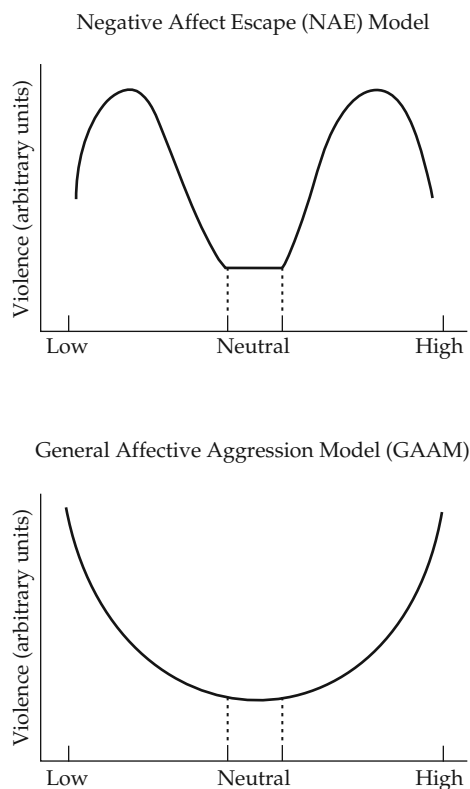 Negative Affect Escape (NAE) Model
Violence (arbitrary units)
Low Neutral High
General Affective Aggression Model (GAAM)
Violence (arbitrary units)
Low Neutral High